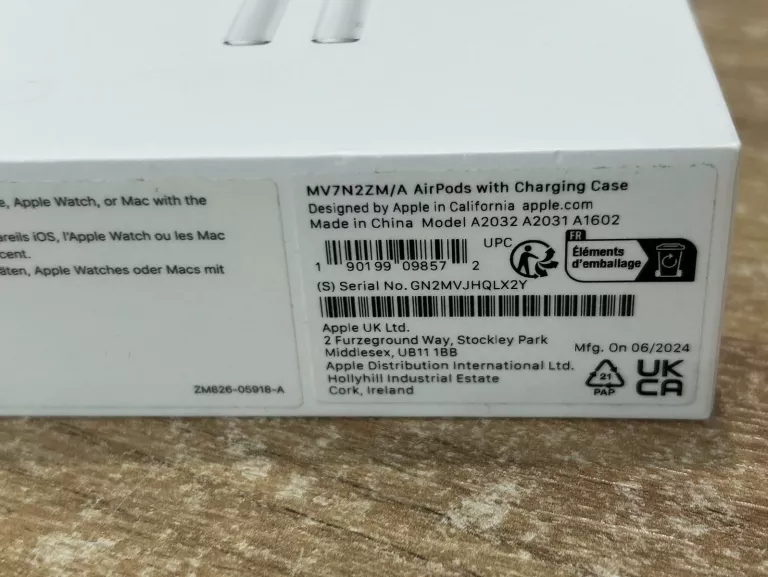 e, Apple Watch, or Mac with the
areils iOS, l'Apple Watch ou les Mac
cent.
äten, Apple Watches oder Macs mit
ZM626-05918-A
MV7N2ZM/A AirPods with Charging Case
Designed by Apple in California apple.com
Made in China Model A2032 A2031 A1602
UPC
1 90199 09857 2
FR
Éléments
d'emballage
(S) Serial No. GN2MVJHQLX2Y
Apple UK Ltd.
2 Furzeground Way, Stockley Park
Middlesex, UB11 1BB
Apple Distribution International Ltd.
Hollyhill Industrial Estate
Cork, Ireland
Mfg. On 06/2024
21
PAP
UK
CA